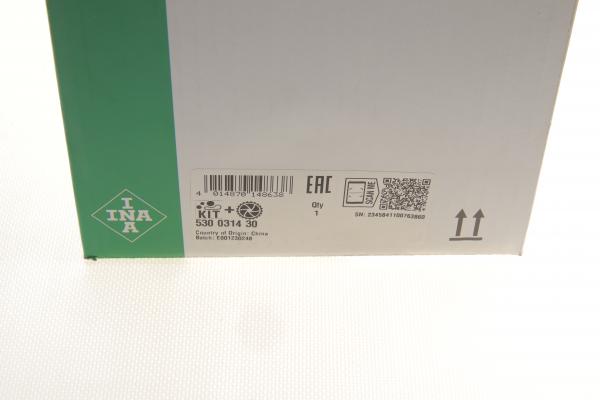 I
INA
A
4 014870 148638
EAC
SCAN ME
KIT +
Qty
1
530 0314 30
SN: 2345841100763860
Country of Origin: China
Batch: E001230248